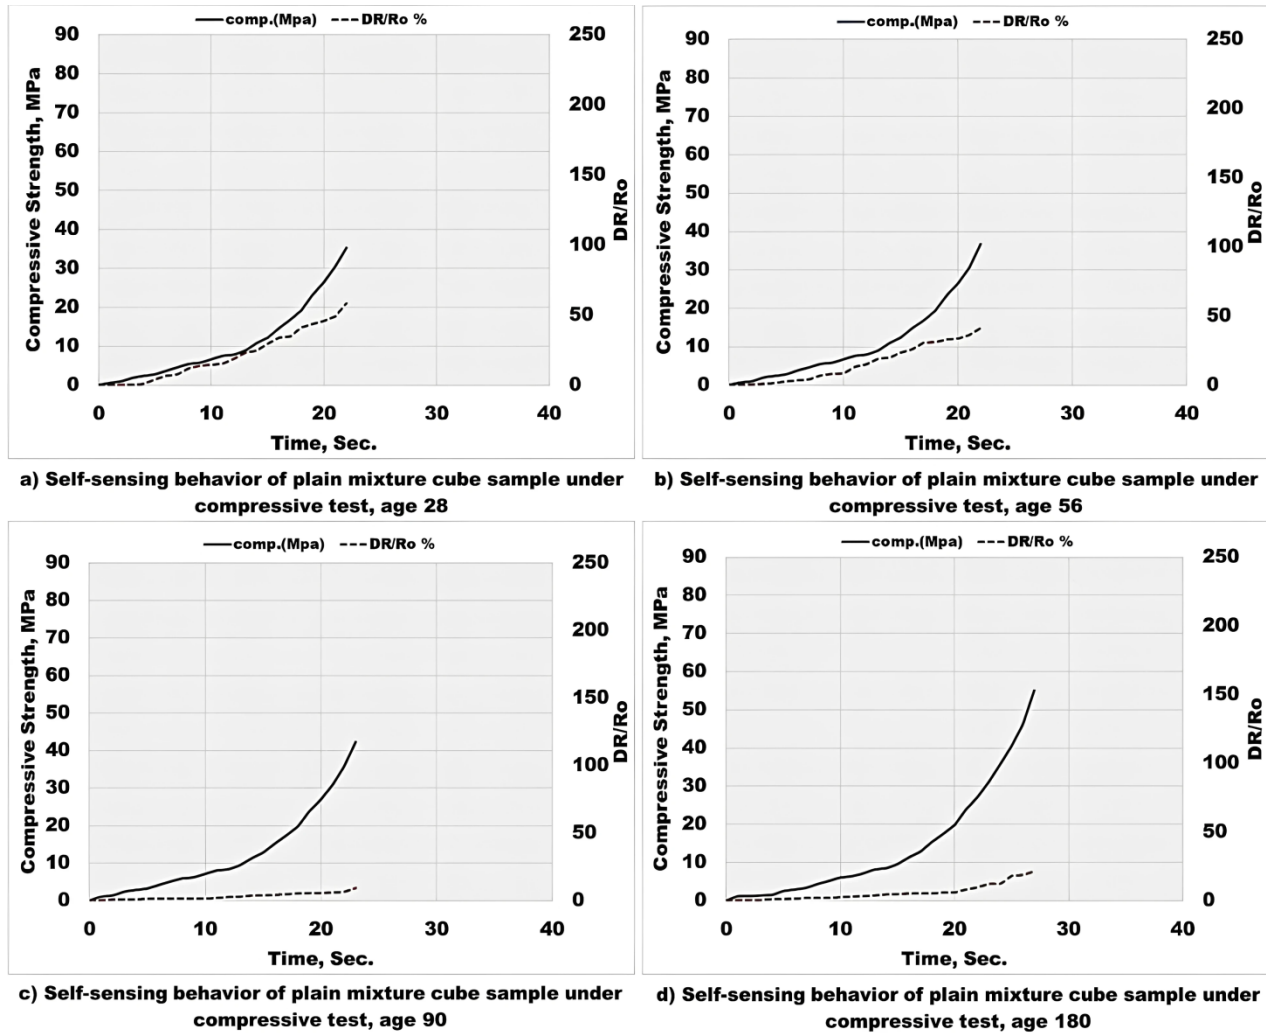 comp.(Mpa) DR/Ro %
90 250
80
70 200
60
50 150
40
30 100
20
10 50
0 0
Compressive Strength, MPa
DR/Ro
0 10 20 30 40
Time, Sec.
a) Self-sensing behavior of plain mixture cube sample under
compressive test, age 28
comp.(Mpa) DR/Ro %
90 250
80
70 200
60
50 150
40
30 100
20
10 50
0 0
Compressive Strength, MPa
DR/Ro
0 10 20 30 40
Time, Sec.
b) Self-sensing behavior of plain mixture cube sample under
compressive test, age 56
comp.(Mpa) DR/Ro %
90 250
80
70 200
60
50 150
40
30 100
20
10 50
0 0
Compressive Strength, MPa
DR/Ro
0 10 20 30 40
Time, Sec.
c) Self-sensing behavior of plain mixture cube sample under
compressive test, age 90
comp.(Mpa) DR/Ro %
90 250
80
70 200
60
50 150
40
30 100
20
10 50
0 0
Compressive Strength, MPa
DR/Ro
0 10 20 30 40
Time, Sec.
d) Self-sensing behavior of plain mixture cube sample under
compressive test, age 180